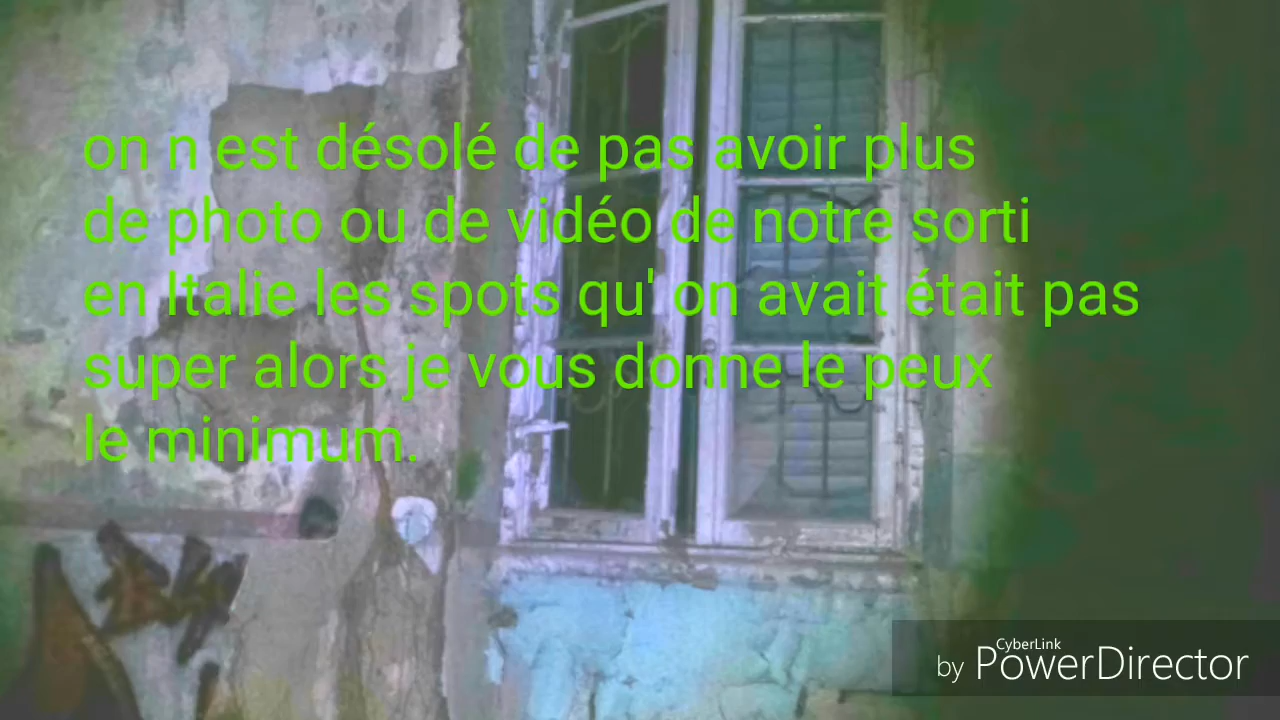 on n est désolé de pas avoir plus
de photo ou de vidéo de notre sorti
en Italie les spots qu' on avait était pas
super alors je vous donne le peux
le minimum.
CyberLink
by PowerDirector